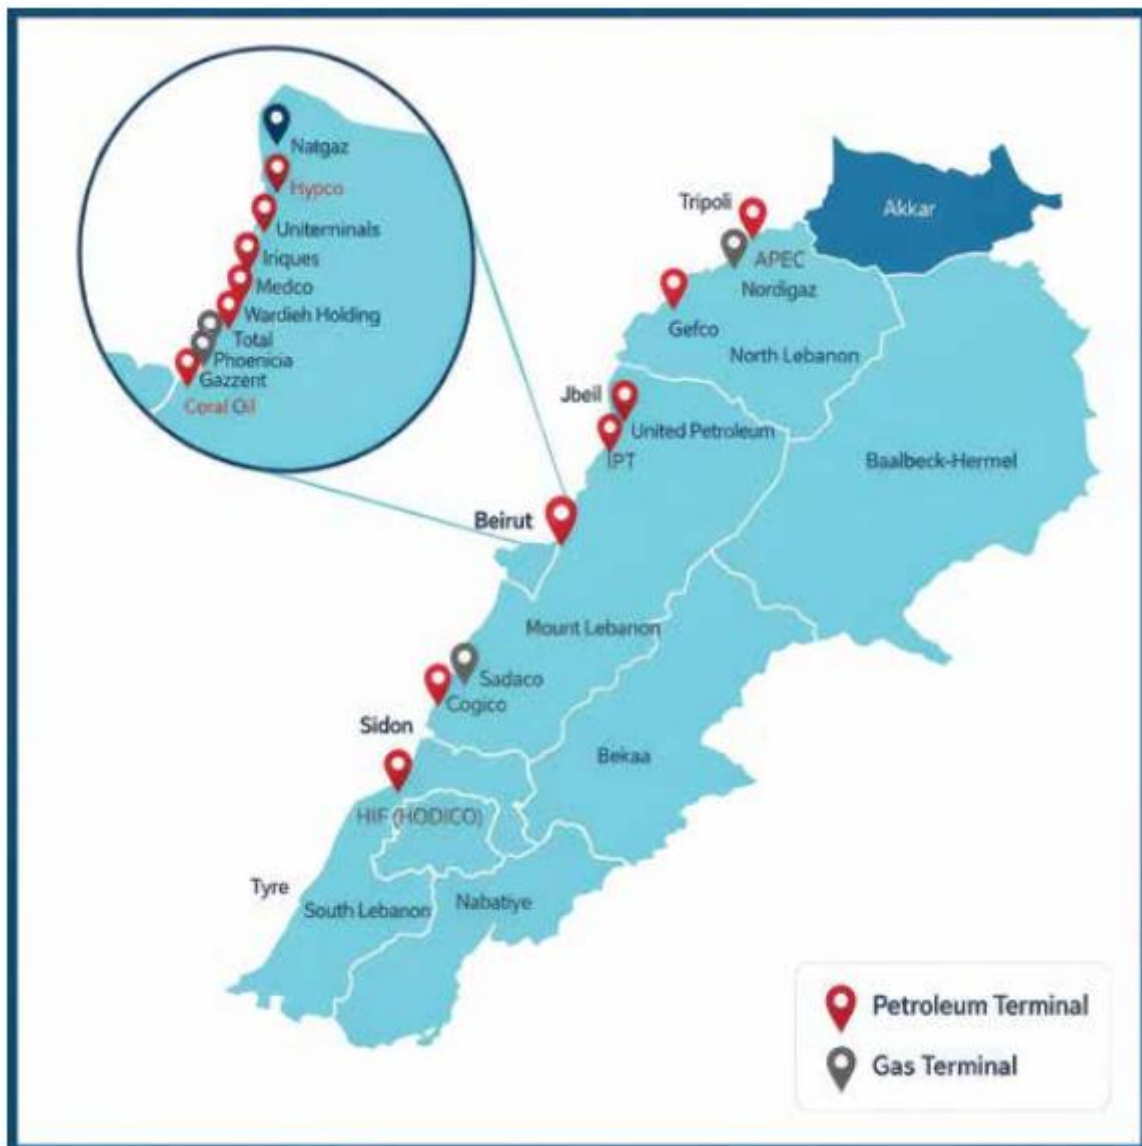 Natgaz
Hypco
Uniterminals
Iriques
Medco
Wardieh Holding
Total
Phoenicia
Gazzent
Coral Oil
Akkar
Tripoli
APEC
Nordigaz
Gefco
North Lebanon
Jbeil
United Petroleum
IPT
Baalbeck-Hermel
Beirut
Mount Lebanon
Sadaco
Cogico
Sidon
Bekaa
HIF (HODICO)
Tyre
South Lebanon
Nabatiye
Petroleum Terminal
Gas Terminal